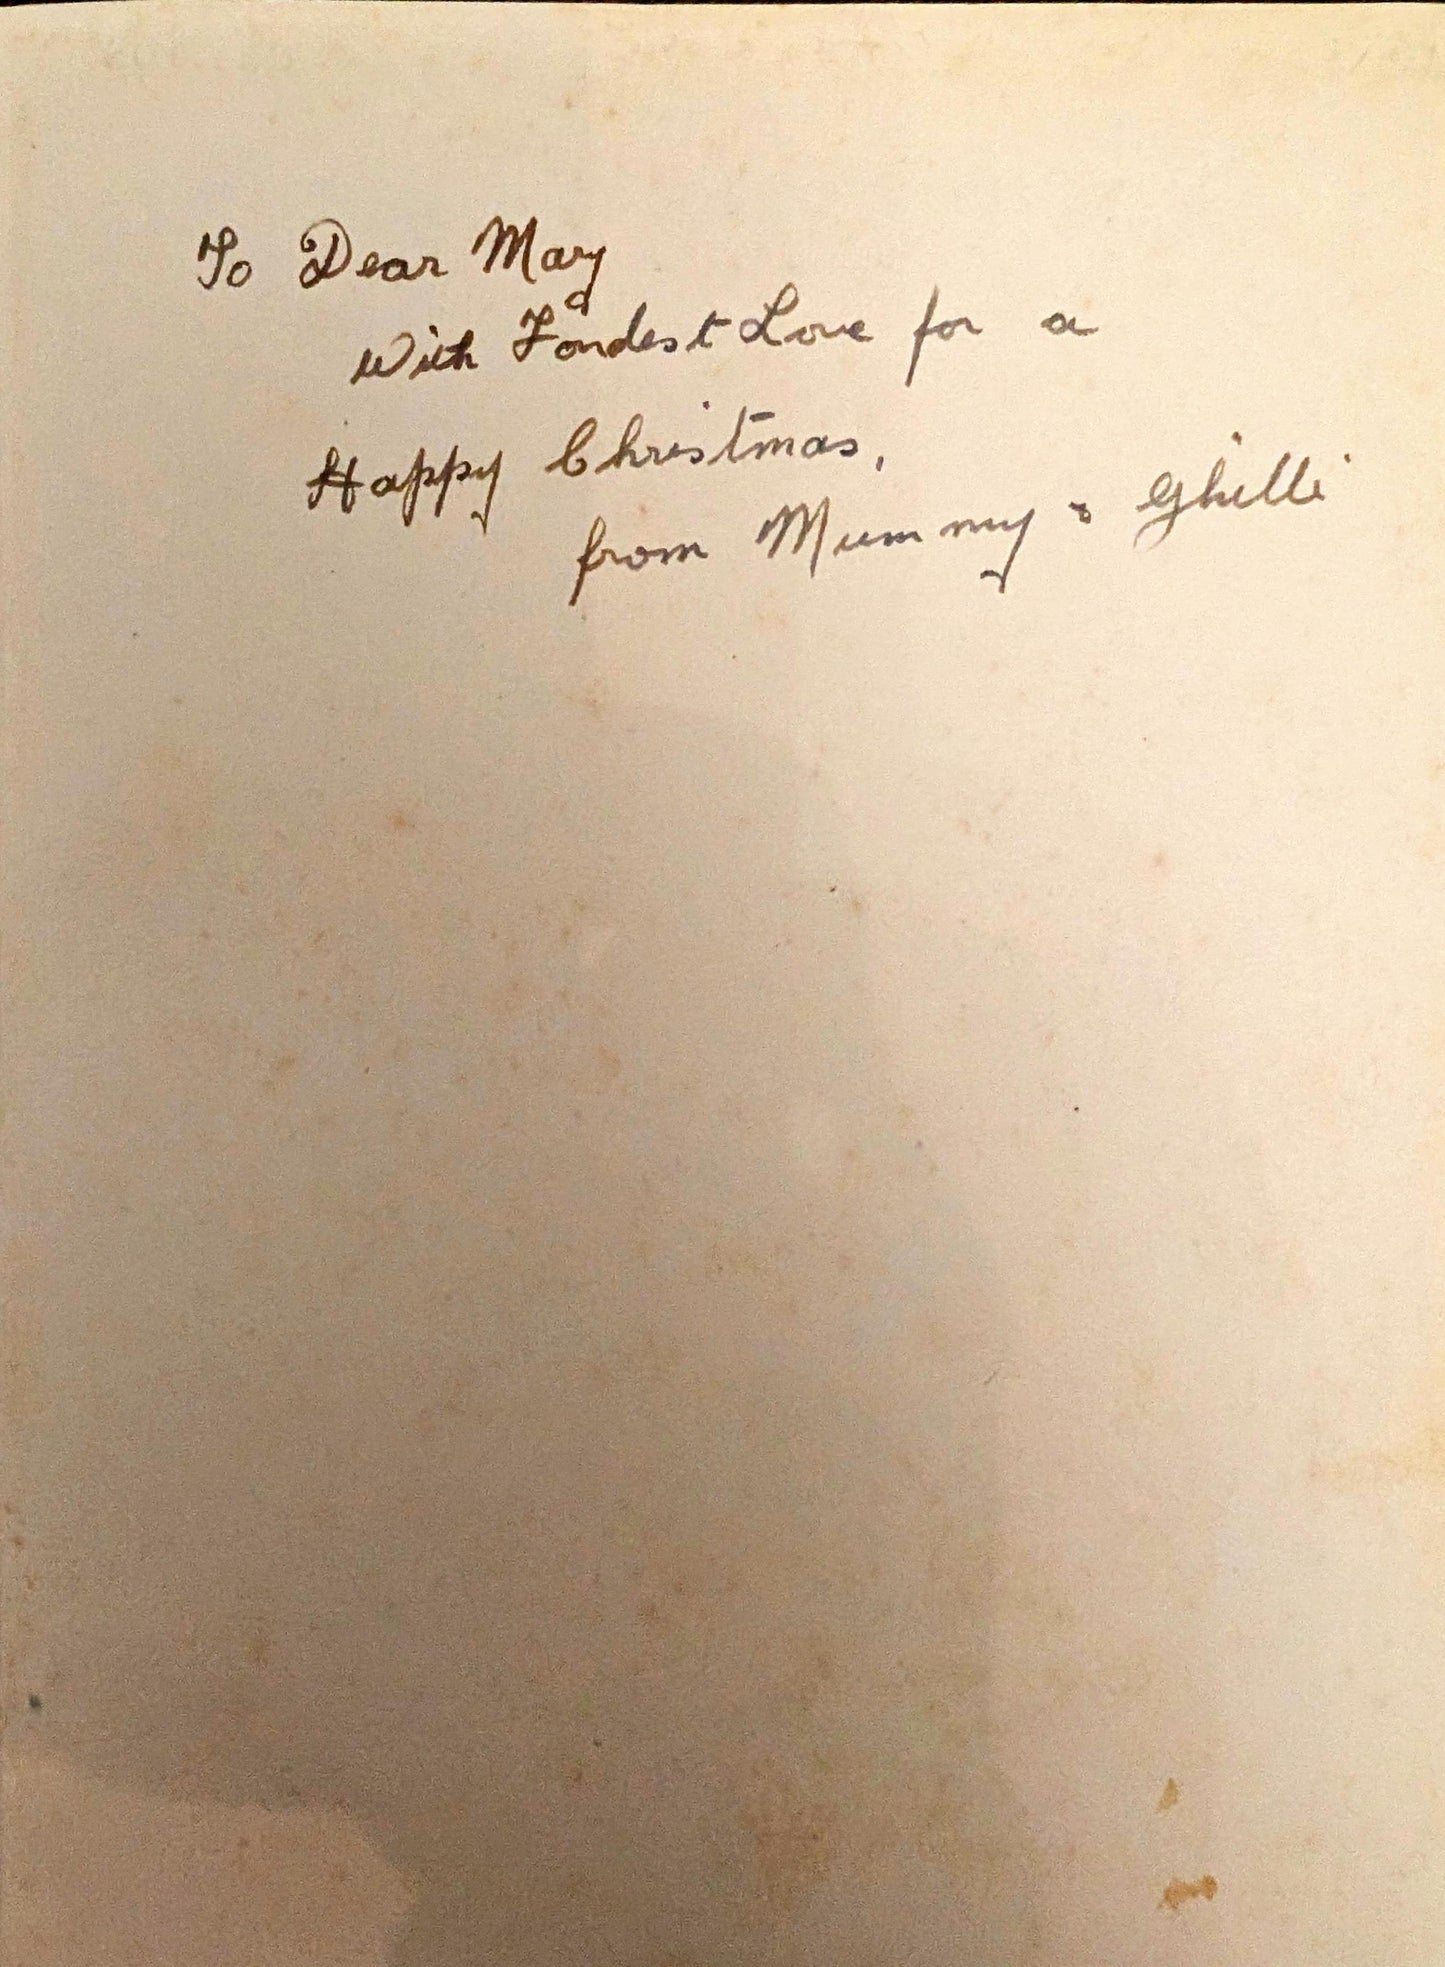 To Dear Mary
With Fondest Love for a
Happy Christmas,
from Mummy & Ghilli